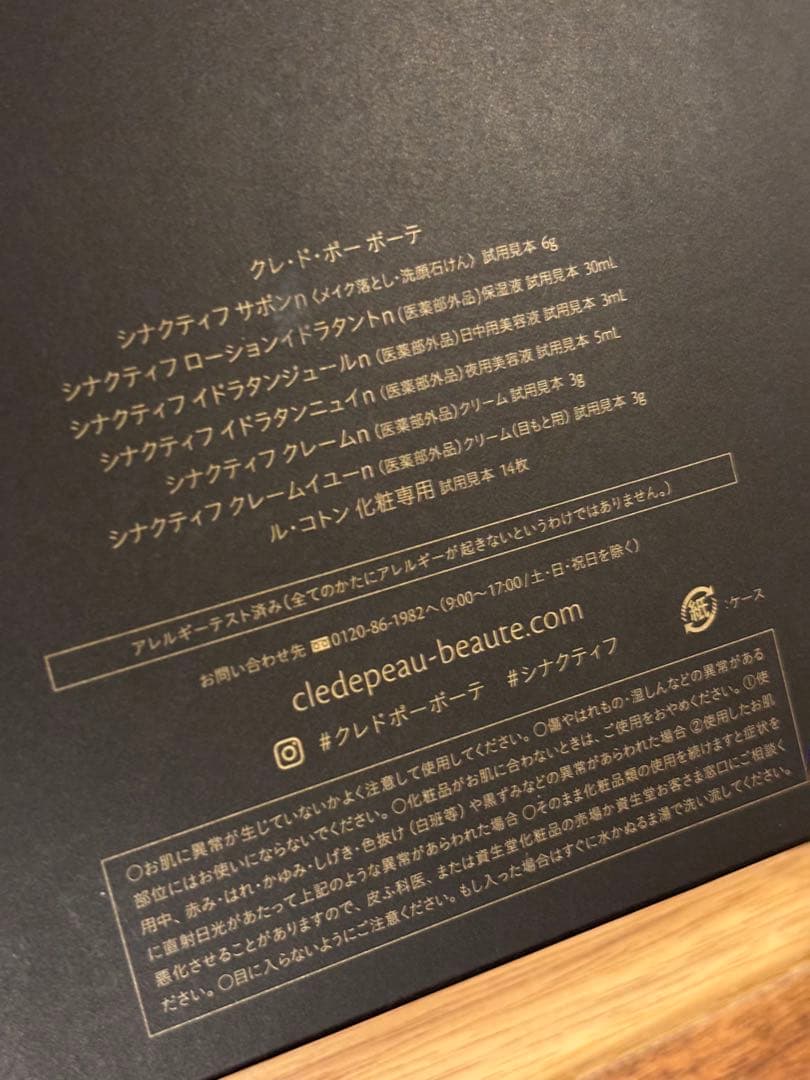 クレ・ド・ポー ボーテ
シナクティフ サボンn〈メイク落とし・洗顔石けん〉試用見本 6g
シナクティフ ローションイドラタントn(医薬部外品)保湿液 試用見本 30mL
シナクティフ イドラタンジュールn(医薬部外品)日中用美容液 試用見本 3mL
シナクティフ イドラタンニュイn(医薬部外品)夜用美容液 試用見本 5mL
シナクティフ クレームn(医薬部外品)クリーム 試用見本 3g
シナクティフ クレームイユーn(医薬部外品)クリーム(目もと用)試用見本 3g
ル・コトン 化粧専用 試用見本 14枚
アレルギーテスト済み(全てのかたにアレルギーが起きないというわけではありません。)
お問い合わせ先 0120-86-1982へ(9:00〜17:00/土・日・祝日を除く)
cledepeau-beaute.com
紙:ケース
#クレドポーボーテ #シナクティフ
○お肌に異常が生じていないかよく注意して使用してください。○傷やはれもの・湿しんなどの異常がある
部位にはお使いにならないでください。○化粧品がお肌に合わないときは、ご使用をおやめください。①使
用中、赤み・はれ・かゆみ・しげき・色抜け(白斑等)や黒ずみなどの異常があらわれた場合 ②使用したお肌
に直射日光があたって上記のような異常があらわれた場合 ○そのまま化粧品類の使用を続けますと症状を
悪化させることがありますので、皮ふ科医、または資生堂化粧品の売場か資生堂お客さま窓口にご相談く
ださい。○目に入らないようにご注意ください。もし入った場合はすぐに水かぬるま湯で洗い流してください。